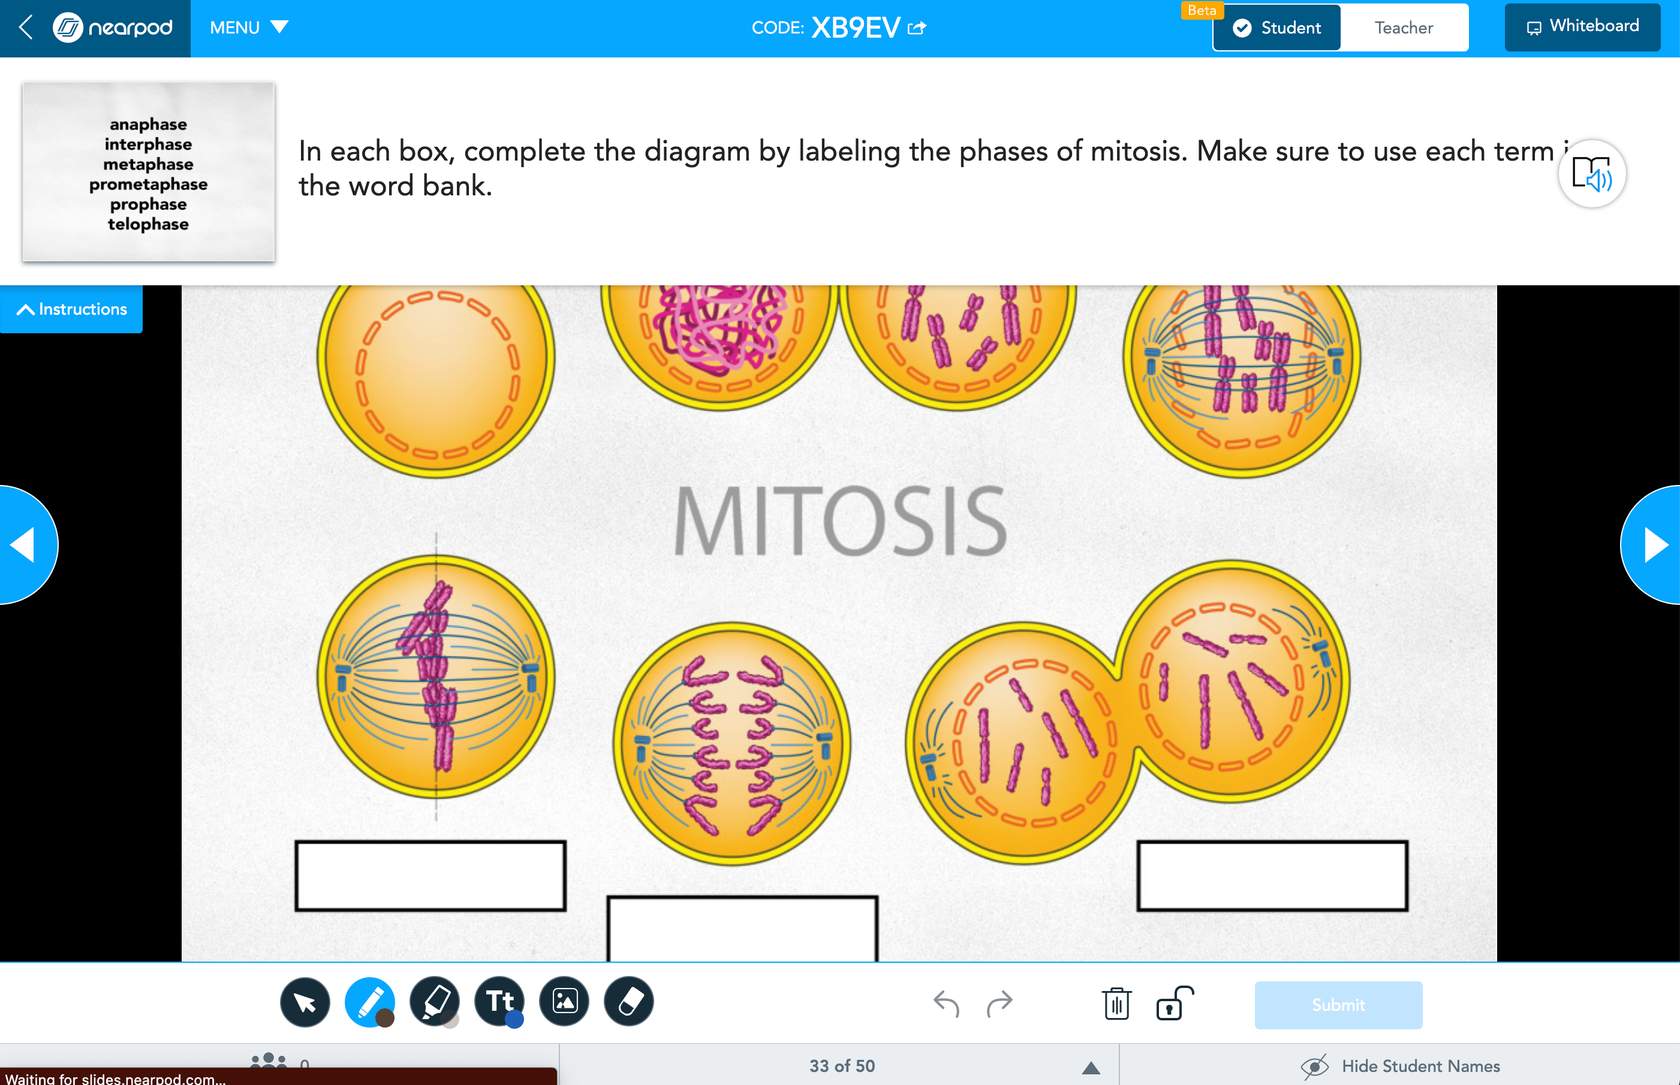 nearpod
MENU
CODE: XB9EV
Beta
Student
Teacher
Whiteboard
anaphase
interphase
metaphase
prometaphase
prophase
telophase
In each box, complete the diagram by labeling the phases of mitosis. Make sure to use each term
the word bank.
Instructions
MITOSIS
Tt
Submit
0
33 of 50
Hide Student Names
Waiting for slides.nearpod.com...